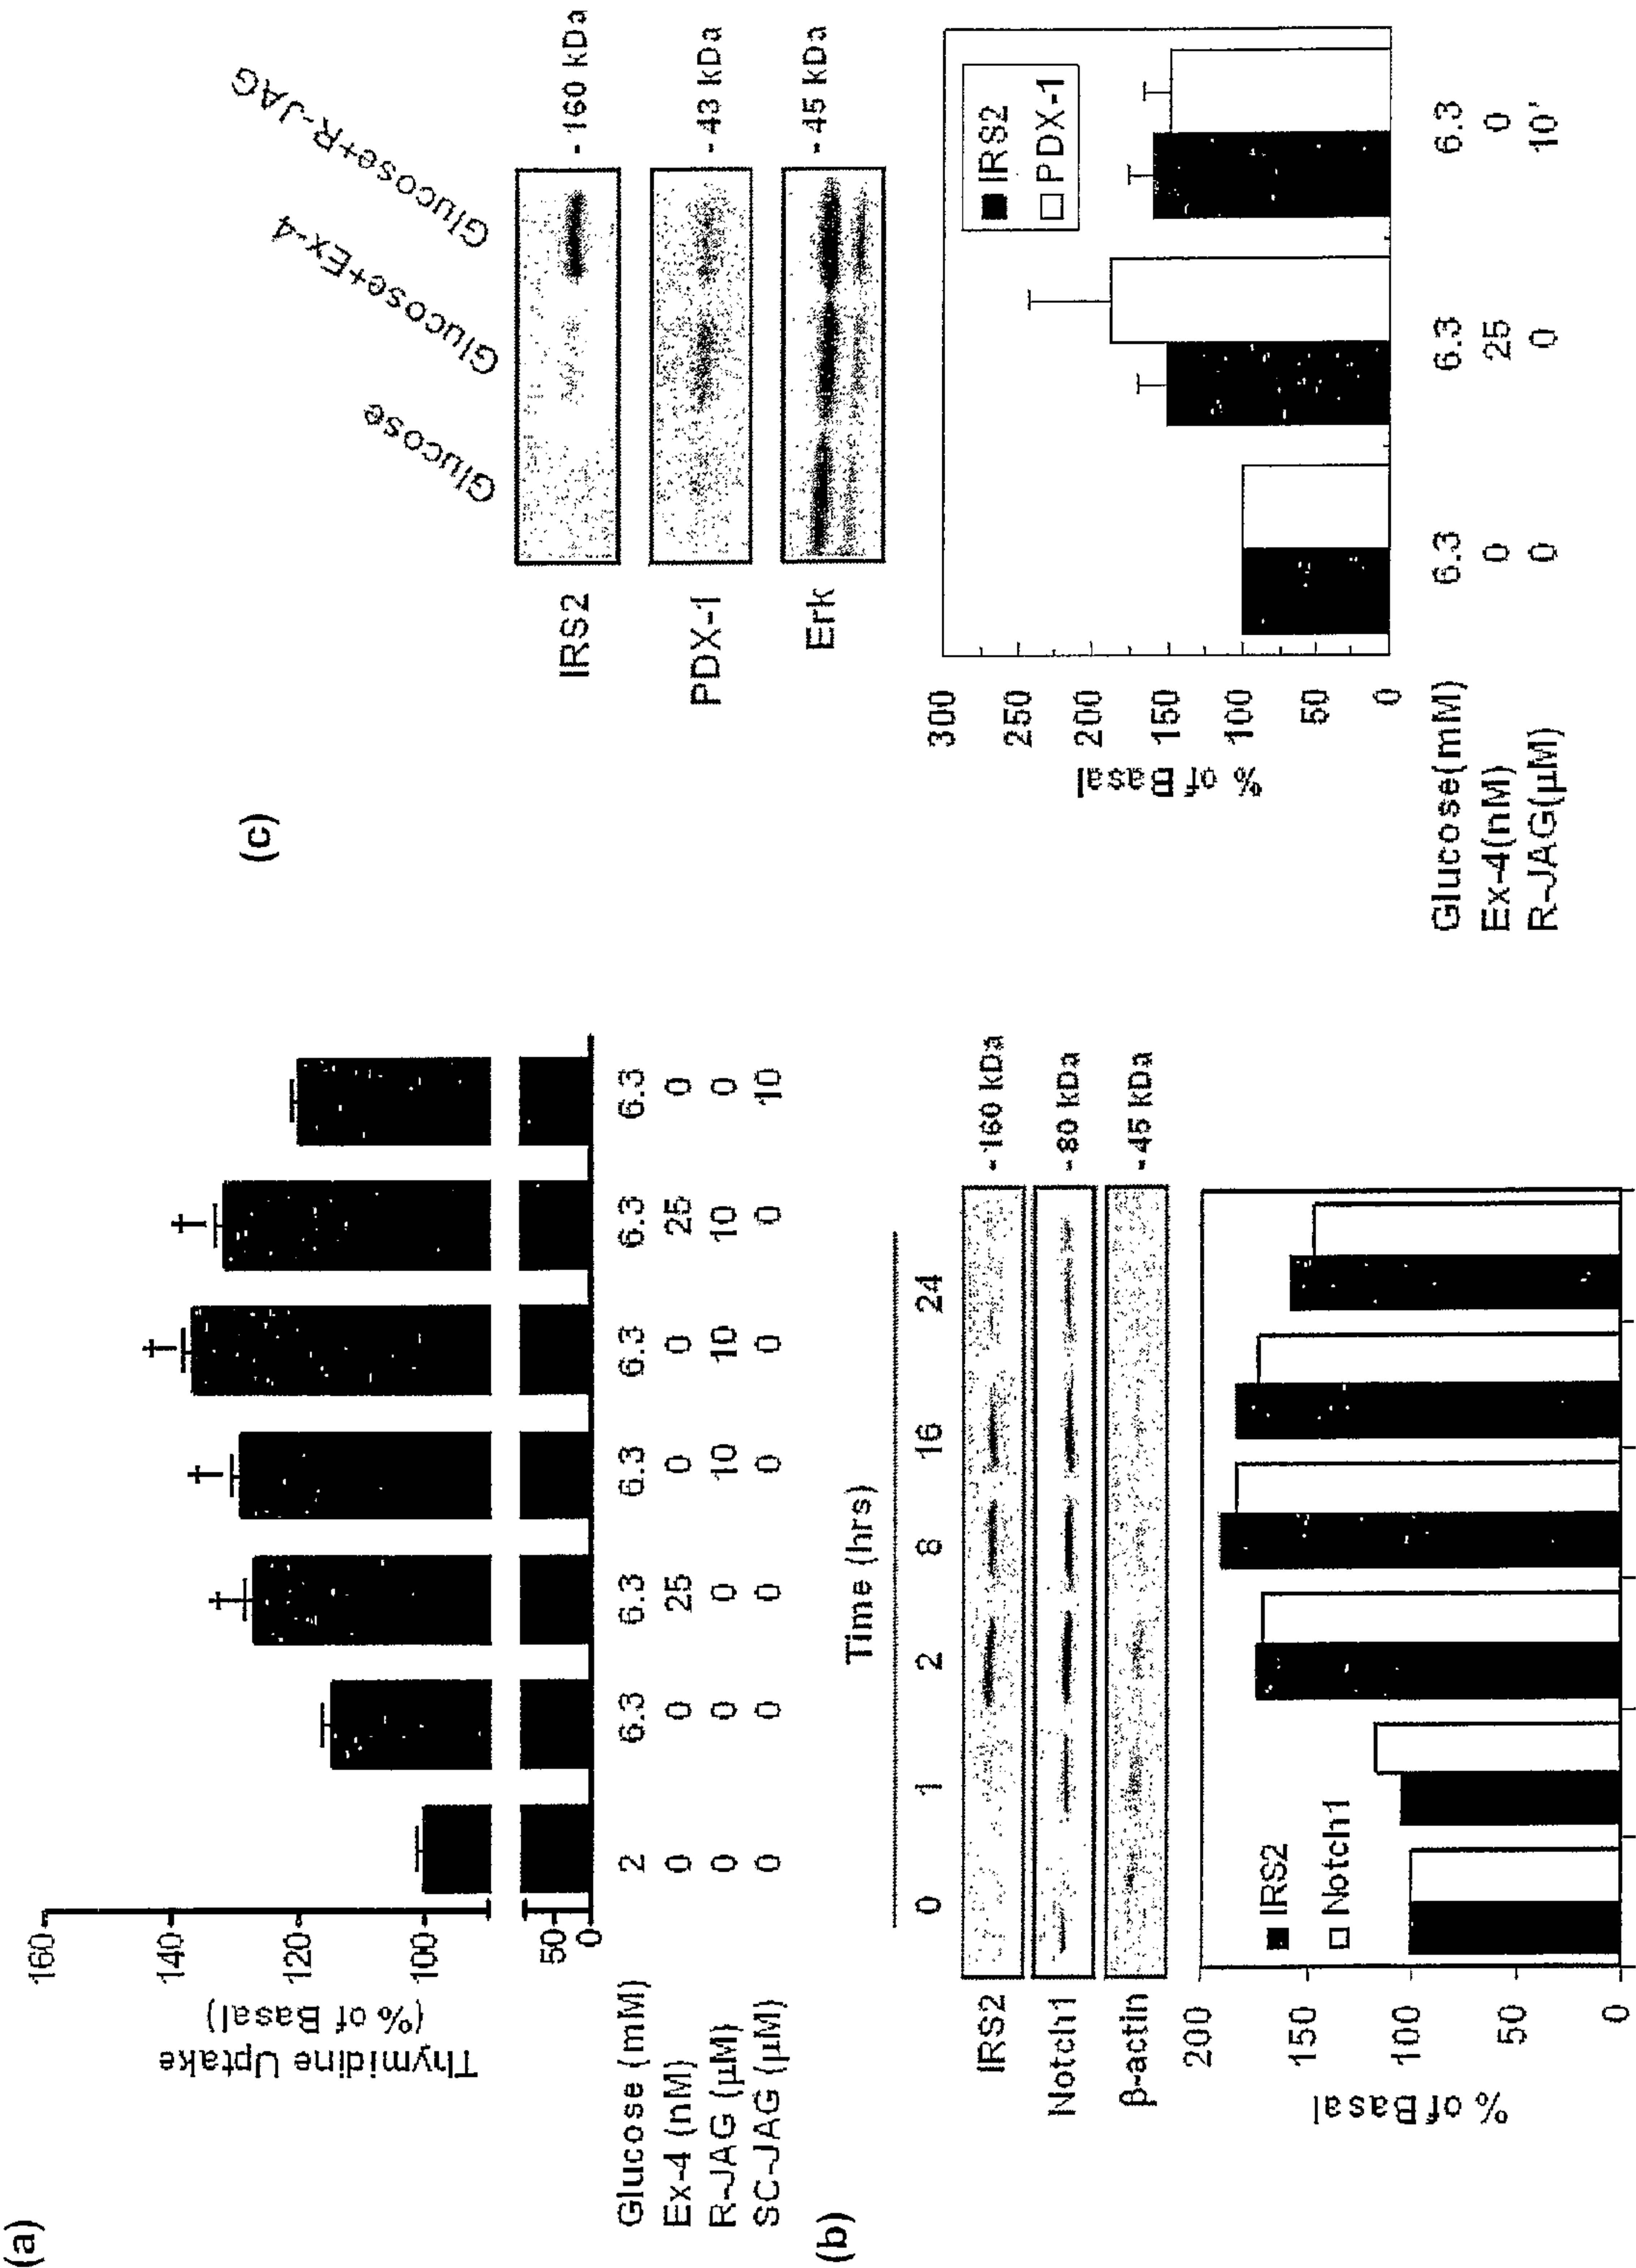 (a)
Thymidine Uptake
(% of Basal)
160
140
120
100
50
0
Glucose (mM) 2 6.3 6.3 6.3 6.3 6.3 6.3
Ex-4 (nM) 0 0 25 0 0 25 0
R-JAG (µM) 0 0 0 10 10 10 0
SC-JAG (µM) 0 0 0 0 0 0 10
(b)
Time (hrs)
0 1 2 8 16 24
IRS2 - 160 kDa
Notch1 - 80 kDa
β-actin - 45 kDa
% of Basal
200
150
100
50
0
IRS2
Notch1
(c)
Glucose
Glucose+Ex-4
Glucose+R-JAG
IRS2 - 160 kDa
PDX-1 - 43 kDa
Erk - 45 kDa
% of Basal
300
250
200
150
100
50
0
IRS2
PDX-1
Glucose(mM) 6.3 6.3 6.3
Ex-4(nM) 0 25 0
R-JAG(µM) 0 0 10